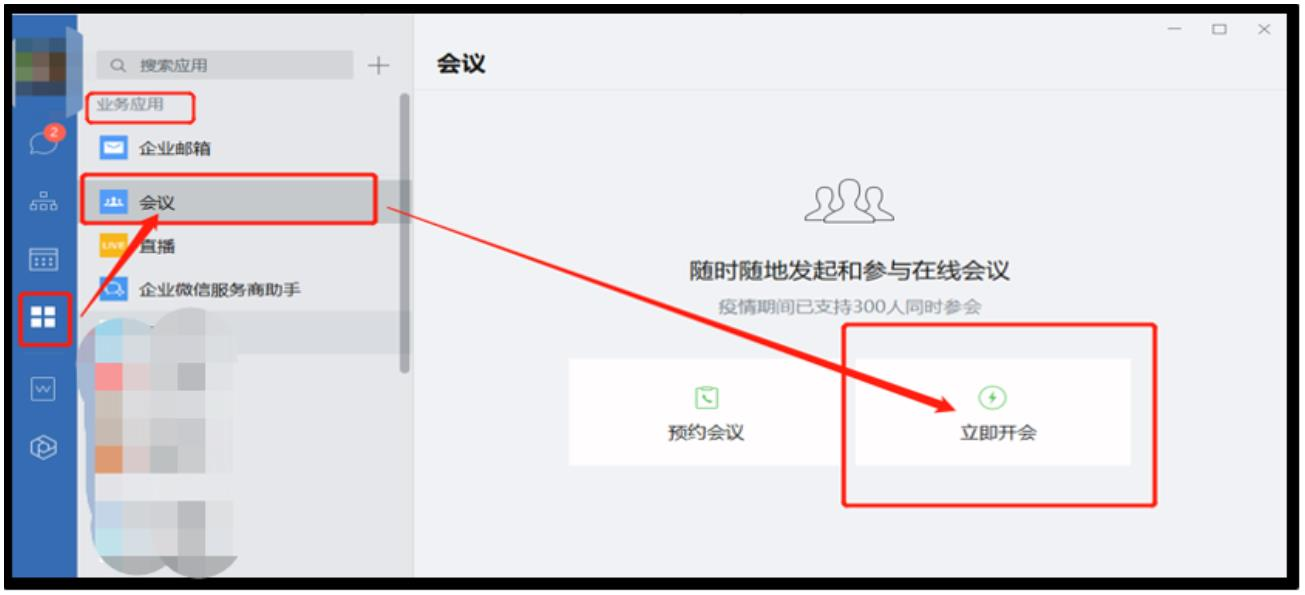 会议
搜索应用
业务应用
2
企业邮箱
会议
LIVE
直播
企业微信服务商助手
随时随地发起和参与在线会议
疫情期间已支持300人同时参会
预约会议
立即开会